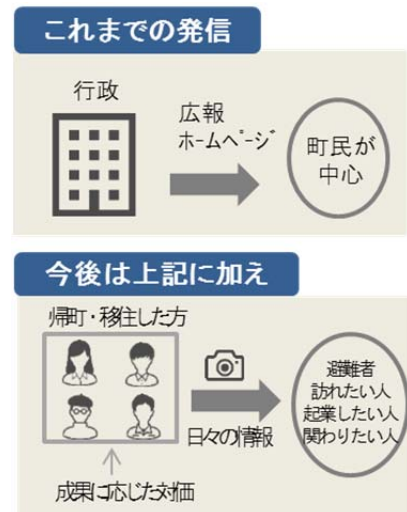 これまでの発信
行政
広報
ホームページ
町民が
中心
今後は上記に加え
帰町・移住した方
日々の情報
避難者
訪れたい人
起業したい人
関わりたい人
成果に応じた対価